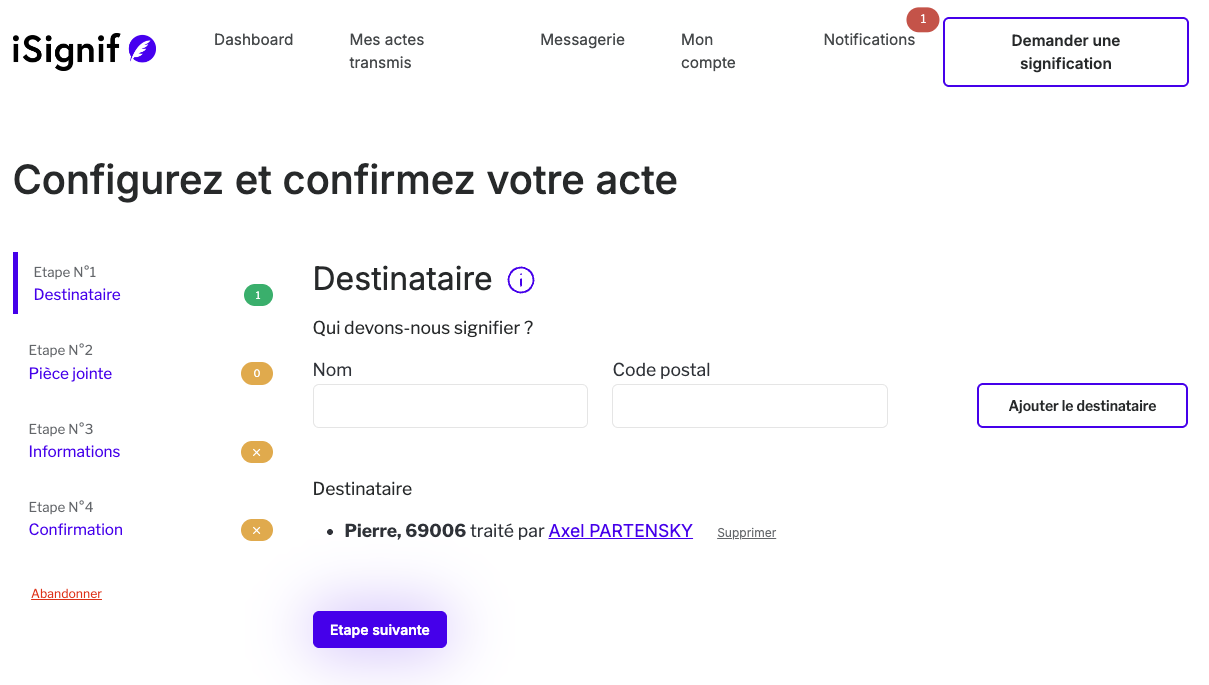 iSignif
Dashboard
Mes actes
transmis
Messagerie
Mon
compte
Notifications
1
Demander une
signification
Configurez et confirmez votre acte
Etape N°1
Destinataire
1
Etape N°2
Pièce jointe
0
Etape N°3
Informations
×
Etape N°4
Confirmation
×
Abandonner
Destinataire i
Qui devons-nous signifier ?
Nom
Code postal
Ajouter le destinataire
Destinataire
• Pierre, 69006 traité par Axel PARTENSKY Supprimer
Etape suivante